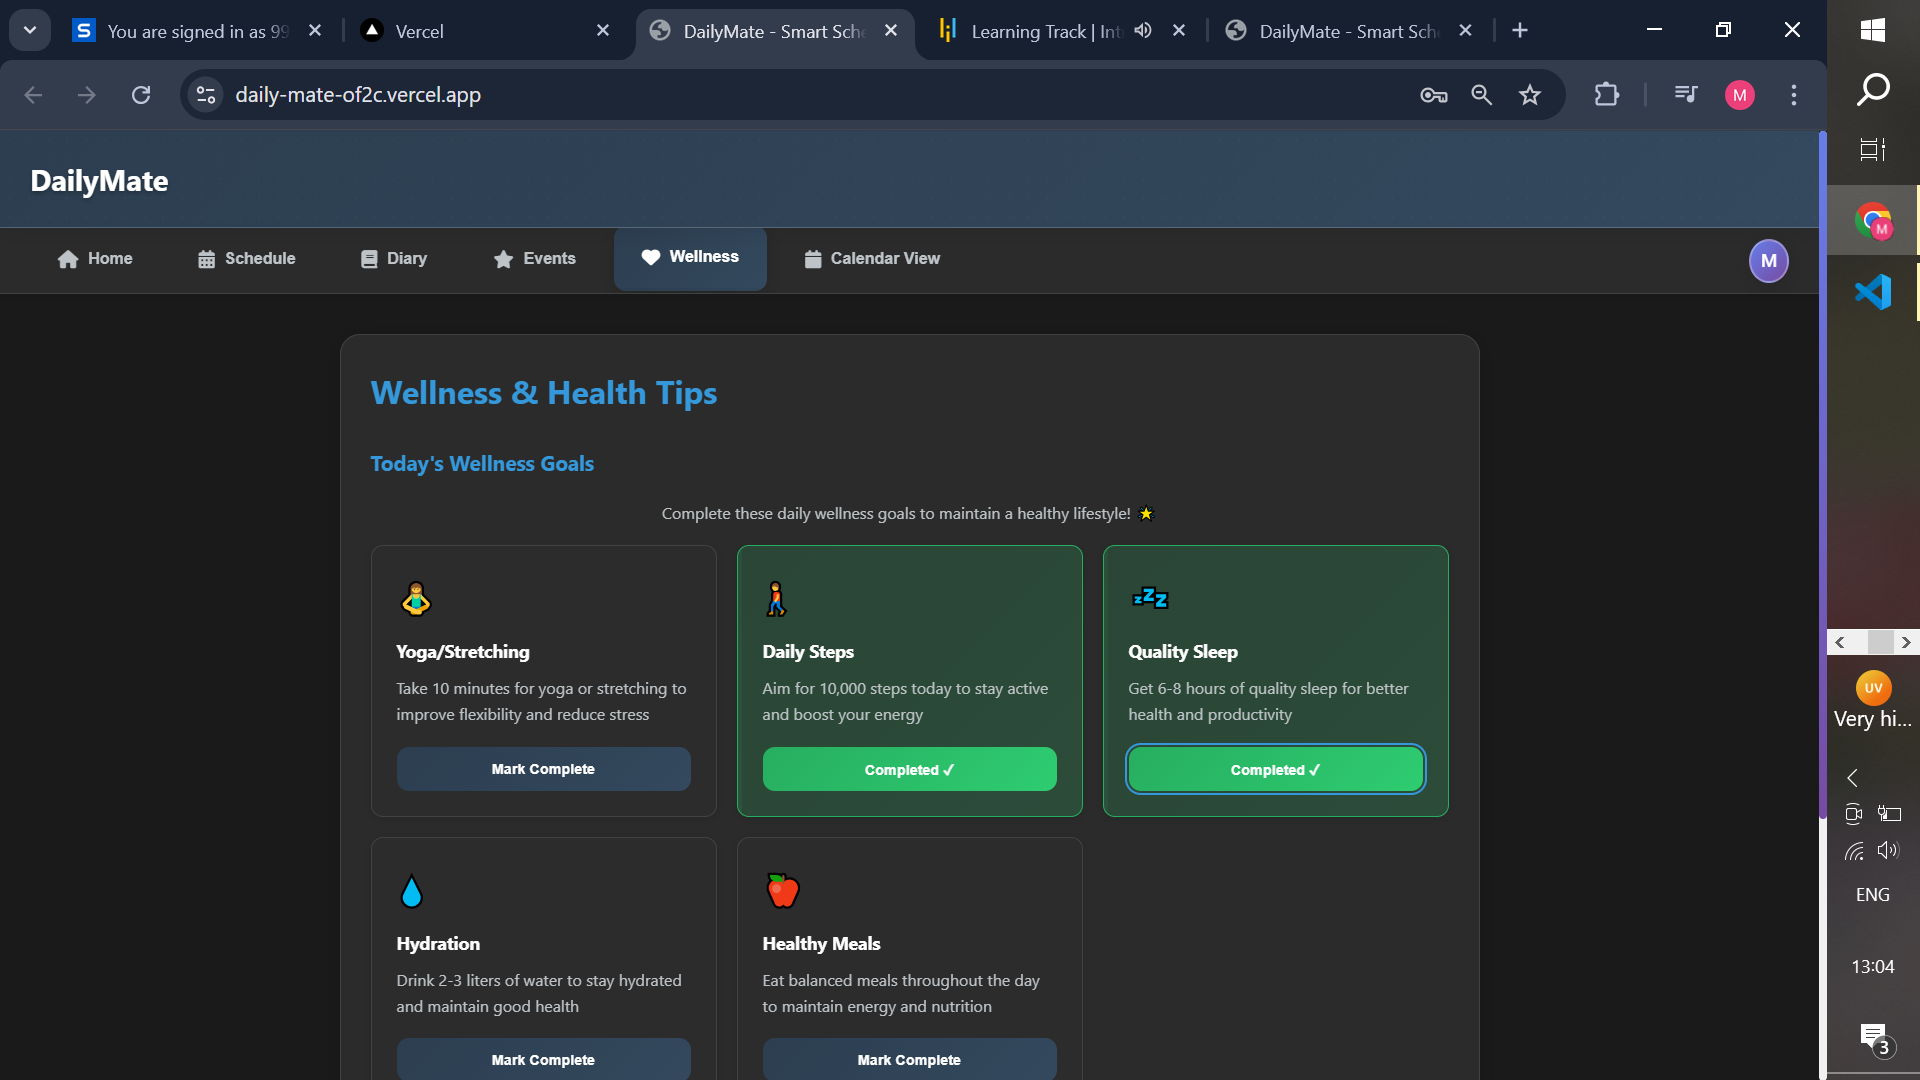 You are signed in as 99
Vercel
DailyMate - Smart Sch
Learning Track | Int
DailyMate - Smart Sch
daily-mate-of2c.vercel.app
M
DailyMate
Home
Schedule
Diary
Events
Wellness
Calendar View
M
Wellness & Health Tips
Today's Wellness Goals
Complete these daily wellness goals to maintain a healthy lifestyle!
Yoga/Stretching
Take 10 minutes for yoga or stretching to
improve flexibility and reduce stress
Mark Complete
Daily Steps
Aim for 10,000 steps today to stay active
and boost your energy
Completed ✓
Quality Sleep
Get 6-8 hours of quality sleep for better
health and productivity
Completed ✓
Hydration
Drink 2-3 liters of water to stay hydrated
and maintain good health
Mark Complete
Healthy Meals
Eat balanced meals throughout the day
to maintain energy and nutrition
Mark Complete
M
UV
Very hi...
ENG
13:04
3